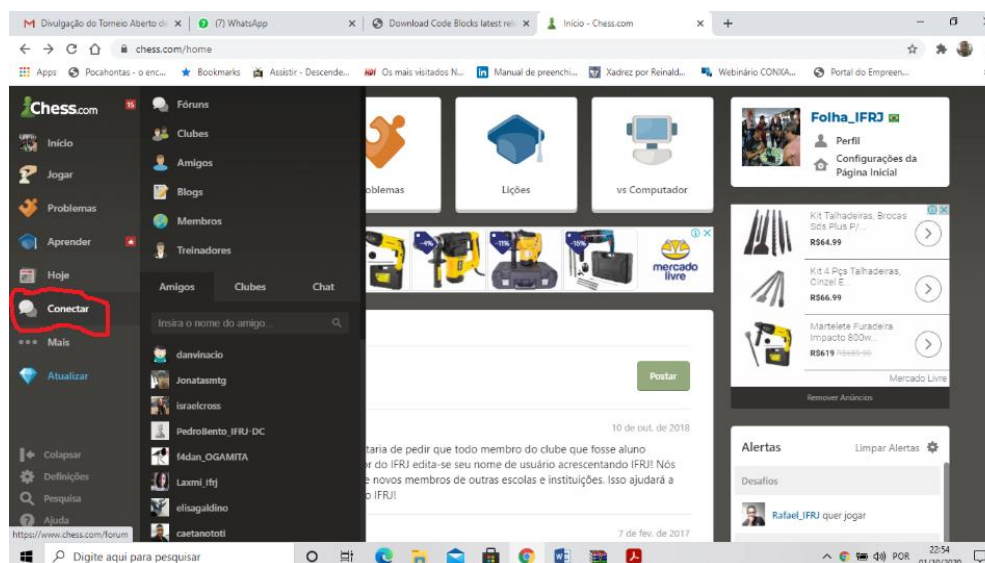 Divulgação do Torneio Aberto de
(7) WhatsApp
Download Code Blocks latest rele
Início - Chess.com
chess.com/home
Apps
Pocahontas - o enc...
Bookmarks
Assistir - Descende...
Os mais visitados N...
Manual de preenchi...
Xadrez por Reinald...
Webinário CONXA...
Portal do Empreen...
Chess.com
15
Início
Jogar
Problemas
Aprender
Hoje
Conectar
Mais
Atualizar
Colapsar
Definições
Pesquisa
Ajuda
https://www.chess.com/forum
Fóruns
Clubes
Amigos
Blogs
Membros
Treinadores
Amigos Clubes Chat
Insira o nome do amigo...
danvinacio
Jonatasmtg
israelcross
PedroBento_IFRJ-DC
f4dan_OGAMITA
Laxmi_Ifrj
elisagaldino
caetanototi
oblemas
Lições
vs Computador
-4%
-11%
-15%
mercado
livre
Postar
10 de out. de 2018
taria de pedir que todo membro do clube que fosse aluno
or do IFRJ edita-se seu nome de usuário acrescentando IFRJ! Nós
e novos membros de outras escolas e instituições. Isso ajudará a
o IFRJ!
7 de fev. de 2017
Folha_IFRJ
Perfil
Configurações da
Página Inicial
Kit Talhadeiras, Brocas
Sds Plus P/...
R$64.99
Kit 4 Pçs Talhadeiras,
Cinzel E...
R$66.99
Martelete Furadeira
Impacto 800w...
R$619
Mercado Livre
Remover Anúncios
Alertas
Limpar Alertas
Desafios
Rafael_IFRJ quer jogar
Digite aqui para pesquisar
POR
22:54
01/10/2020